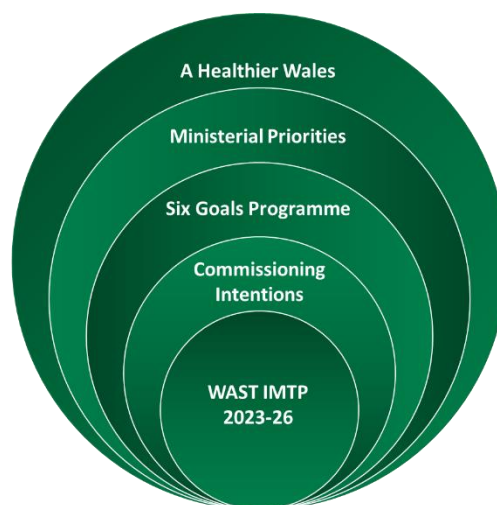 A Healthier Wales
Ministerial Priorities
Six Goals Programme
Commissioning
Intentions
WAST IMTP
2023-26